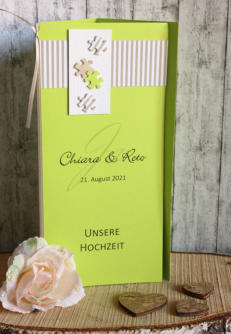 Chiara & Reto
21. August 2021
UNSERE
HOCHZEIT